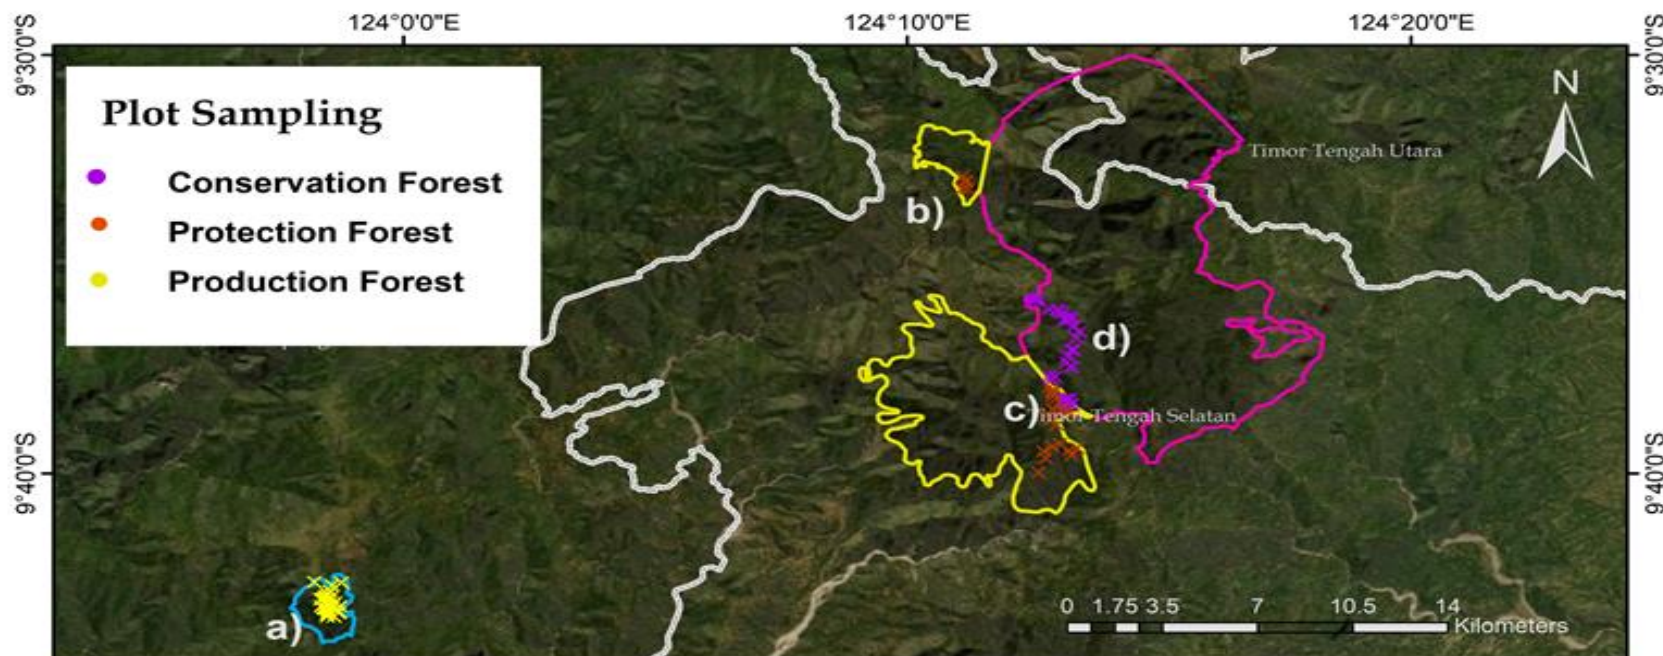 124°0'0"E 124°10'0"E 124°20'0"E
9°30'0"S 9°30'0"S
Plot Sampling
N
Conservation Forest
Protection Forest
Production Forest
Timor Tengah Utara
b)
d)
c)
Timor Tengah Selatan
9°40'0"S 9°40'0"S
a)
0 1.75 3.5 7 10.5 14
Kilometers